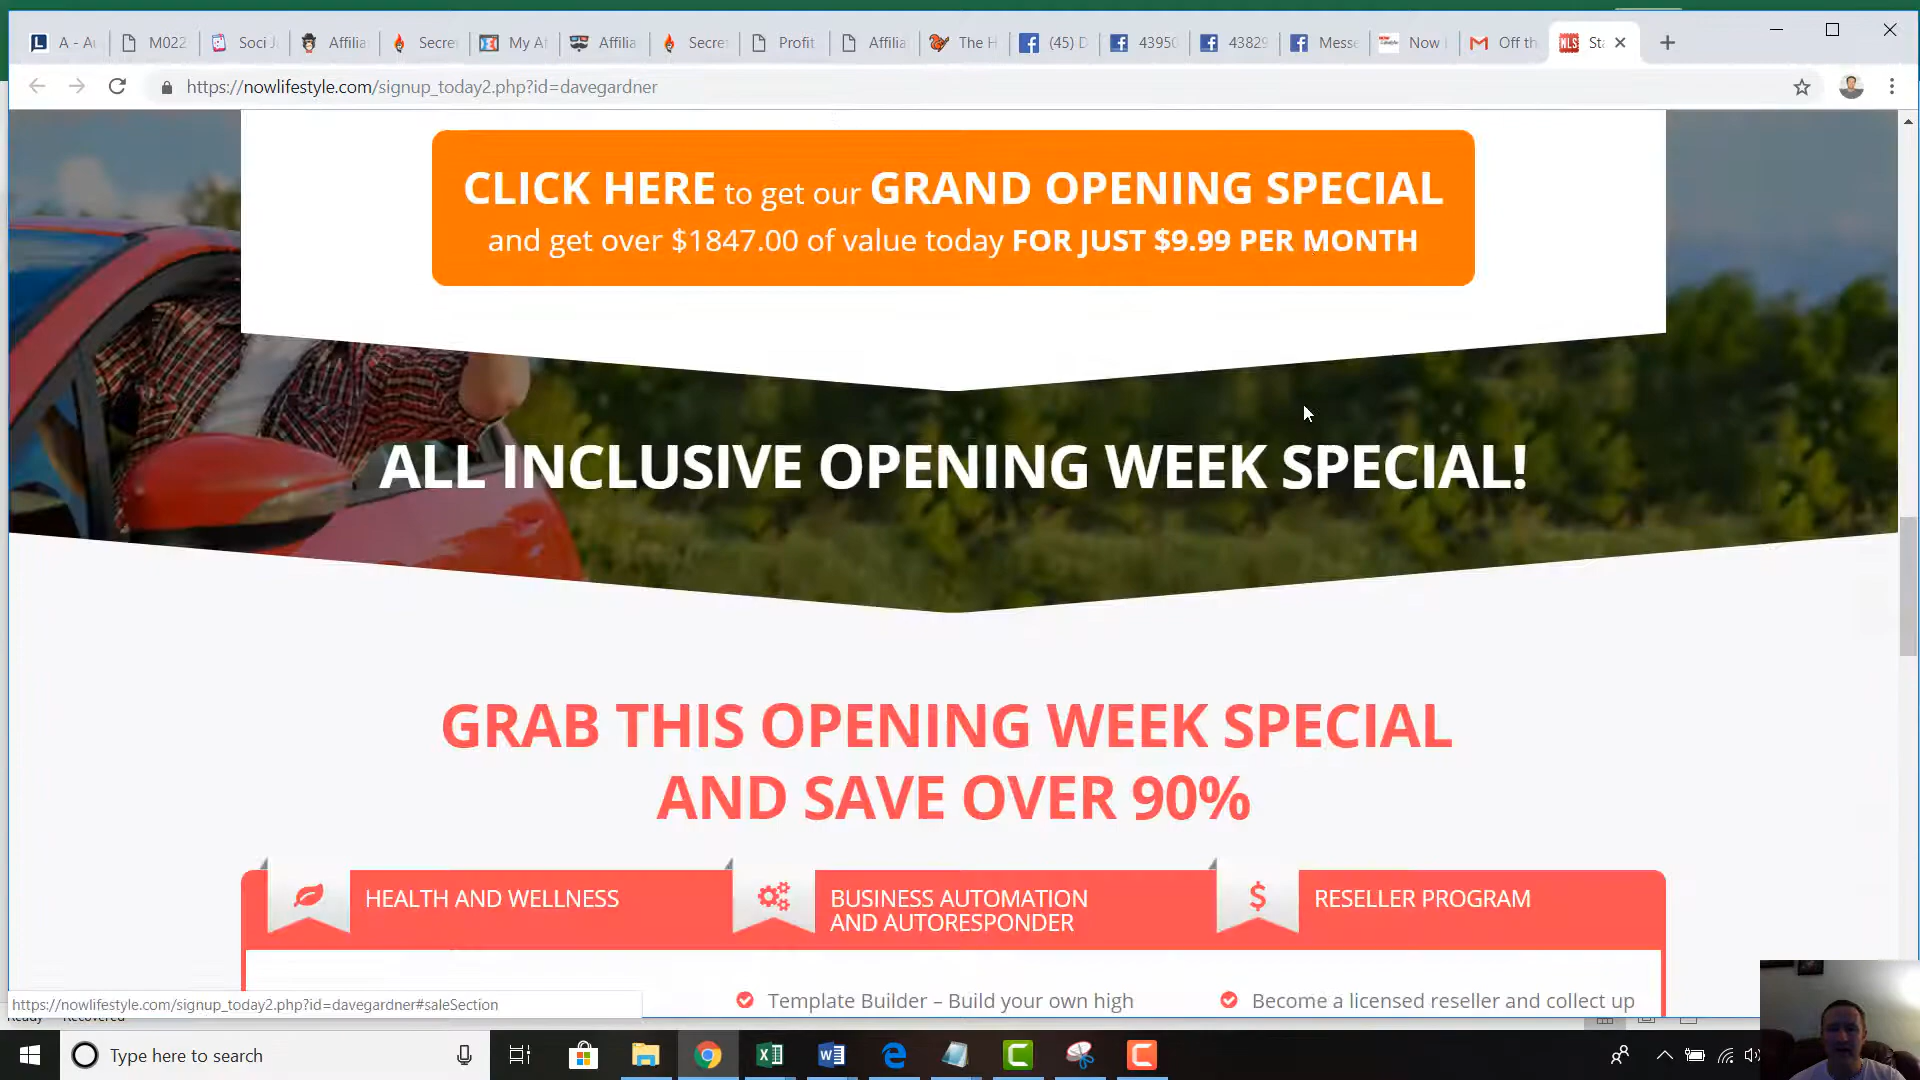 A - A
M022
Soci
Affilia
Secre
My Af
Affilia
Secre
Profit
Affilia
The H
(45) D
43950
43829
Messe
Now
Off th
Sta
https://nowlifestyle.com/signup_today2.php?id=davegardner
CLICK HERE to get our GRAND OPENING SPECIAL
and get over $1847.00 of value today FOR JUST $9.99 PER MONTH
ALL INCLUSIVE OPENING WEEK SPECIAL!
GRAB THIS OPENING WEEK SPECIAL
AND SAVE OVER 90%
HEALTH AND WELLNESS
BUSINESS AUTOMATION
AND AUTORESPONDER
RESELLER PROGRAM
Template Builder – Build your own high
Become a licensed reseller and collect up
https://nowlifestyle.com/signup_today2.php?id=davegardner#saleSection
Type here to search